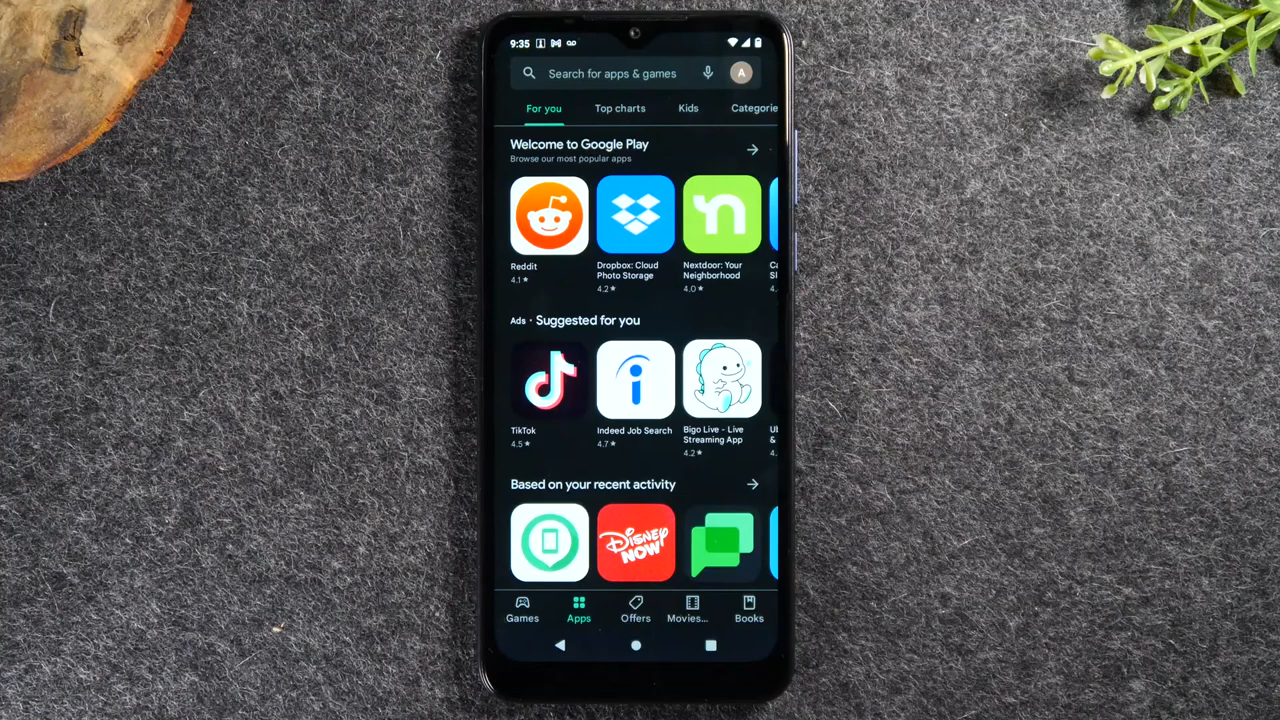 9:35
Search for apps & games
A
For you
Top charts
Kids
Categorie
Welcome to Google Play
Browse our most popular apps
n
Reddit
4.1★
Dropbox: Cloud
Photo Storage
4.2★
Nextdoor: Your
Neighborhood
4.0★
4.
Ads · Suggested for you
TikTok
4.5★
Indeed Job Search
4.7★
Bigo Live - Live
Streaming App
4.2★
&
4.
Based on your recent activity
Disney
NOW
Games
Apps
Offers
Movies...
Books